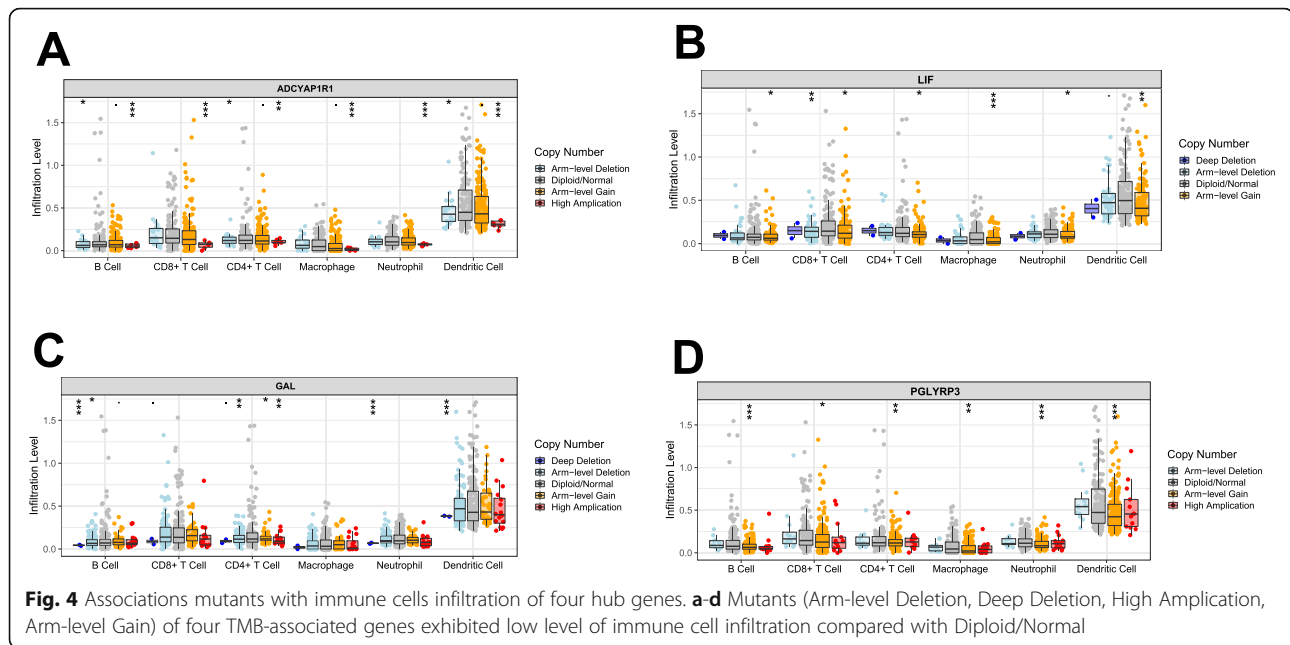 A
ADCYAP1R1
* . *** *** * . ** . *** *** * . ***
Infiltration Level
1.5
1.0
0.5
0.0
B Cell CD8+ T Cell CD4+ T Cell Macrophage Neutrophil Dendritic Cell
Copy Number
Arm-level Deletion
Diploid/Normal
Arm-level Gain
High Amplication
B
LIF
* ** * * *** * . **
Infiltration Level
1.5
1.0
0.5
0.0
B Cell CD8+ T Cell CD4+ T Cell Macrophage Neutrophil Dendritic Cell
Copy Number
Deep Deletion
Arm-level Deletion
Diploid/Normal
Arm-level Gain
C
GAL
*** * . . . ** * ** *** ***
Infiltration Level
1.5
1.0
0.5
0.0
B Cell CD8+ T Cell CD4+ T Cell Macrophage Neutrophil Dendritic Cell
Copy Number
Deep Deletion
Arm-level Deletion
Diploid/Normal
Arm-level Gain
High Amplication
D
PGLYRP3
*** * ** ** *** ***
Infiltration Level
1.5
1.0
0.5
0.0
B Cell CD8+ T Cell CD4+ T Cell Macrophage Neutrophil Dendritic Cell
Copy Number
Arm-level Deletion
Diploid/Normal
Arm-level Gain
High Amplication
Fig. 4 Associations mutants with immune cells infiltration of four hub genes. a-d Mutants (Arm-level Deletion, Deep Deletion, High Amplication,
Arm-level Gain) of four TMB-associated genes exhibited low level of immune cell infiltration compared with Diploid/Normal